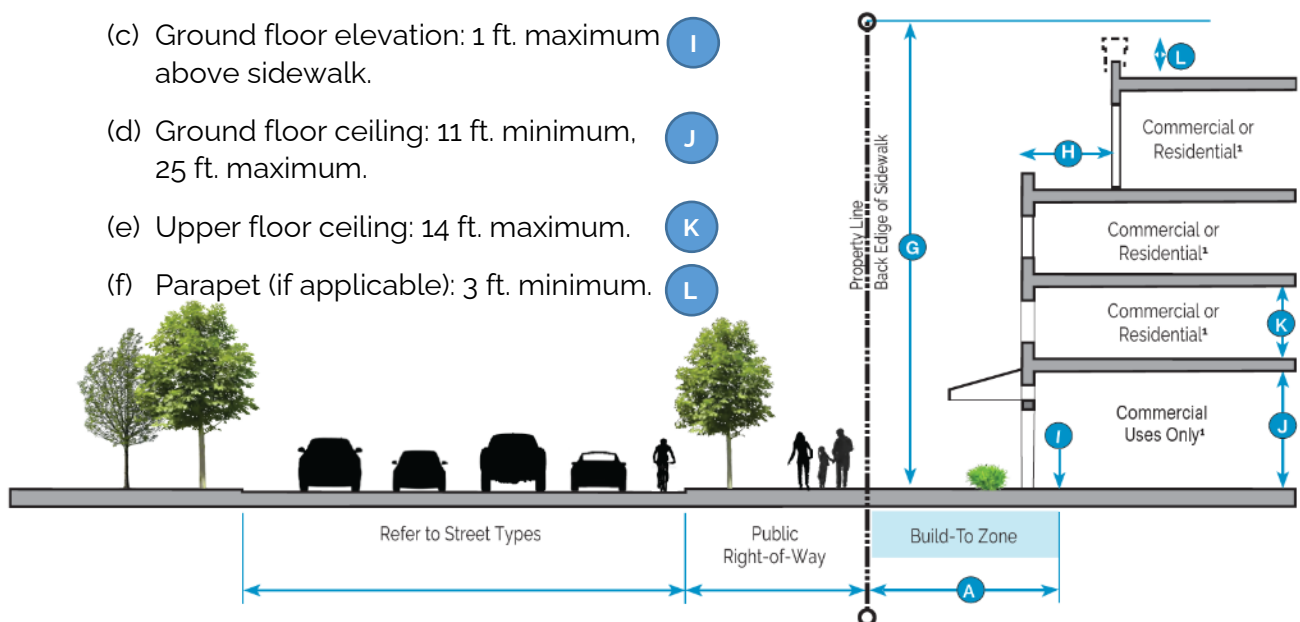 (c) Ground floor elevation: 1 ft. maximum
above sidewalk.
I
(d) Ground floor ceiling: 11 ft. minimum,
25 ft. maximum.
J
(e) Upper floor ceiling: 14 ft. maximum.
K
(f) Parapet (if applicable): 3 ft. minimum.
L
Property Line
Back Edge of Sidewalk
G
L
H
Commercial or
Residential¹
Commercial or
Residential¹
Commercial or
Residential¹
K
Commercial
Uses Only¹
I
J
Refer to Street Types
Public
Right-of-Way
Build-To Zone
A